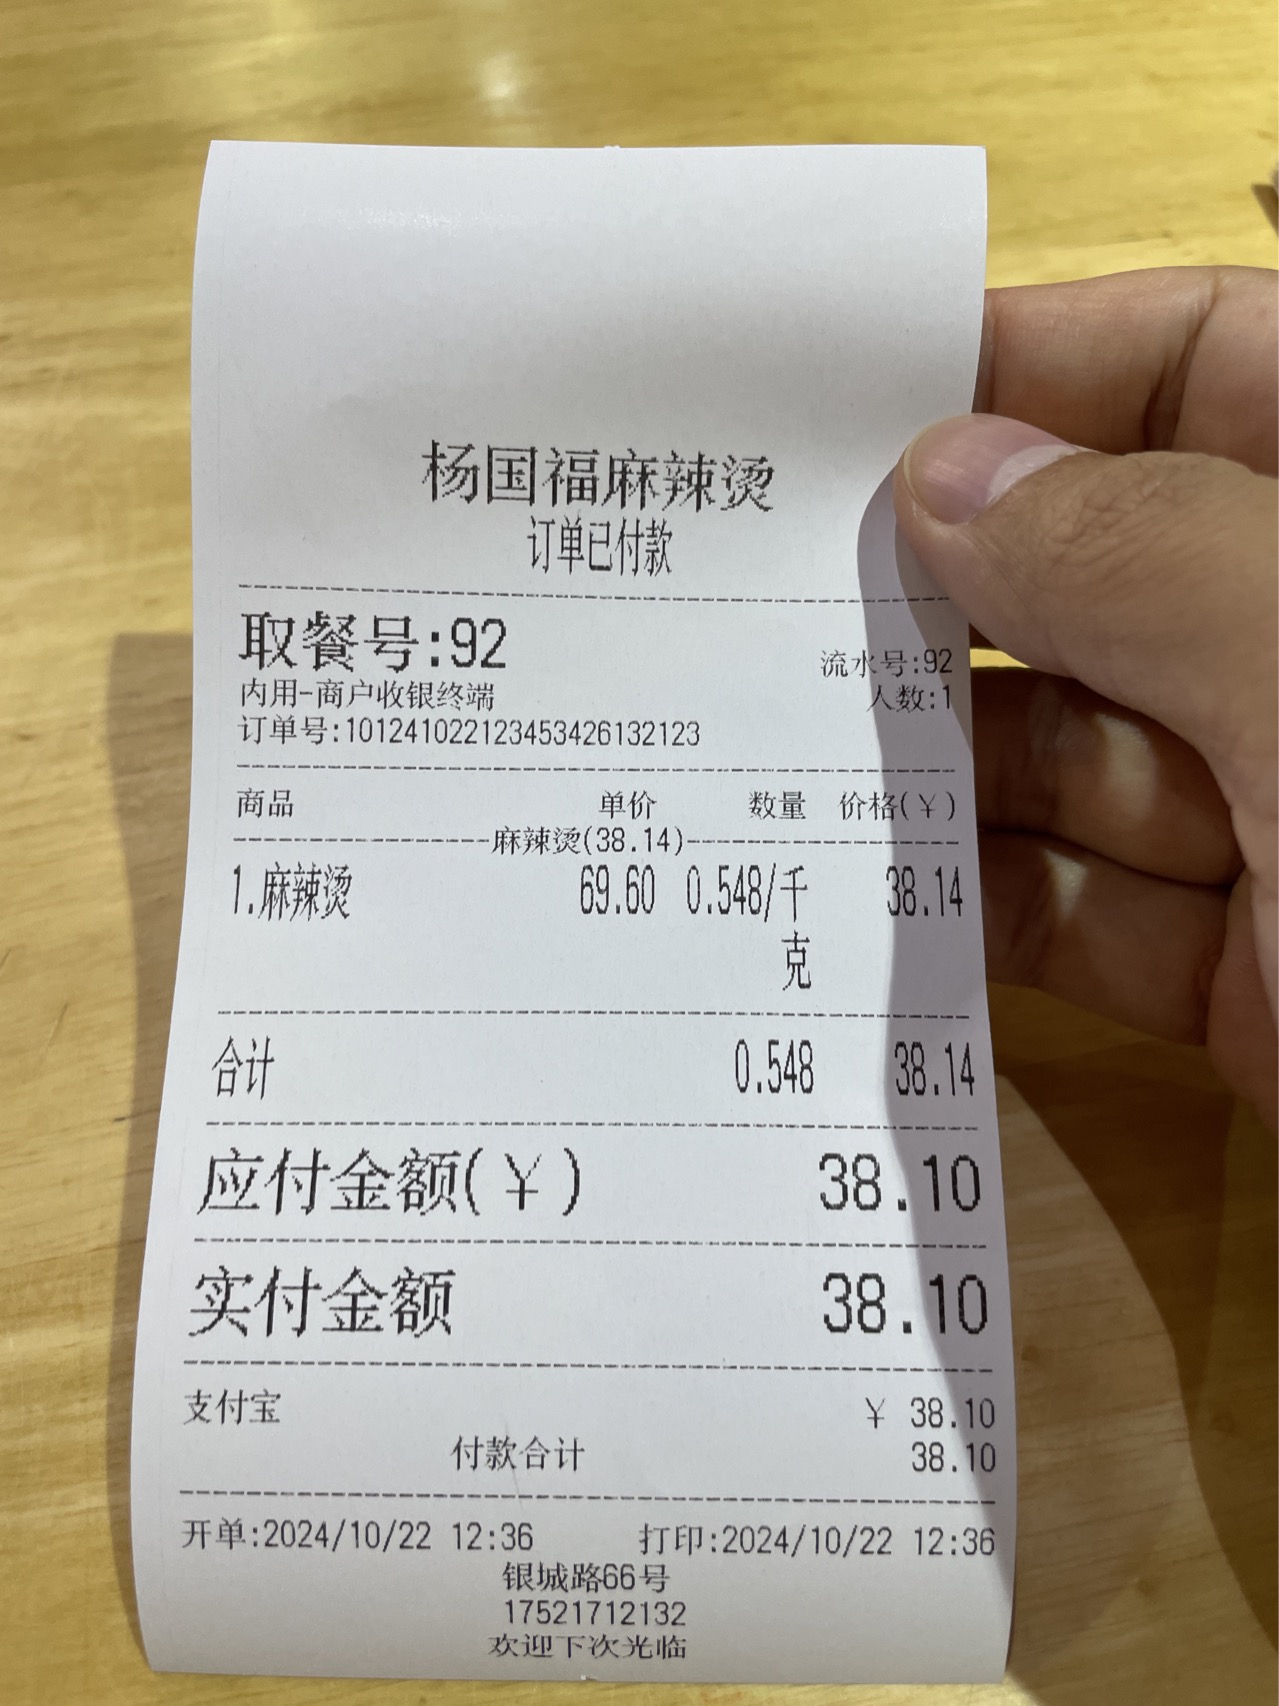 杨国福麻辣烫
订单已付款
取餐号:92
流水号:92
内用-商户收银终端
人数:1
订单号:101241022123453426132123
商品 单价 数量 价格(¥)
麻辣烫(38.14)
1.麻辣烫 69.60 0.548/千克 38.14
合计 0.548 38.14
应付金额(¥) 38.10
实付金额 38.10
支付宝 ¥ 38.10
付款合计 38.10
开单:2024/10/22 12:36 打印:2024/10/22 12:36
银城路66号
17521712132
欢迎下次光临